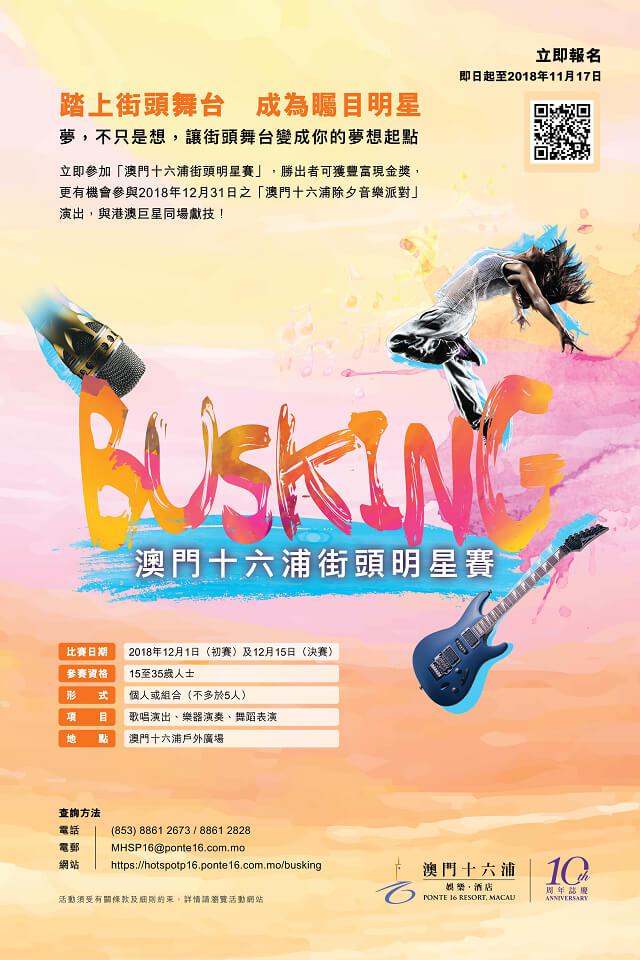 立即報名
即日起至2018年11月17日
踏上街頭舞台　成為矚目明星
夢，不只是想，讓街頭舞台變成你的夢想起點
立即參加「澳門十六浦街頭明星賽」，勝出者可獲豐富現金獎，
更有機會參與2018年12月31日之「澳門十六浦除夕音樂派對」
演出，與港澳巨星同場獻技！
BUSKING
澳門十六浦街頭明星賽
比賽日期 2018年12月1日（初賽）及12月15日（決賽）
參賽資格 15至35歲人士
形式 個人或組合（不多於5人）
項目 歌唱演出、樂器演奏、舞蹈表演
地點 澳門十六浦戶外廣場
查詢方法
電話 (853) 8861 2673 / 8861 2828
電郵 MHSP16@ponte16.com.mo
網站 https://hotspotp16.ponte16.com.mo/busking
活動須受有關條款及細則約束，詳情請瀏覽活動網站
澳門十六浦
娛樂·酒店
PONTE 16 RESORT, MACAU
10th
周年誌慶
ANNIVERSARY